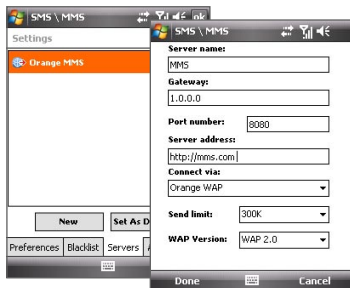 SMS \ MMS
ok
Settings
Orange MMS
New
Set As D
Preferences
Blacklist
Servers
SMS \ MMS
Server name:
MMS
Gateway:
1.0.0.0
Port number:
8080
Server address:
http://mms.com
Connect via:
Orange WAP
Send limit:
300K
WAP Version:
WAP 2.0
Done
Cancel